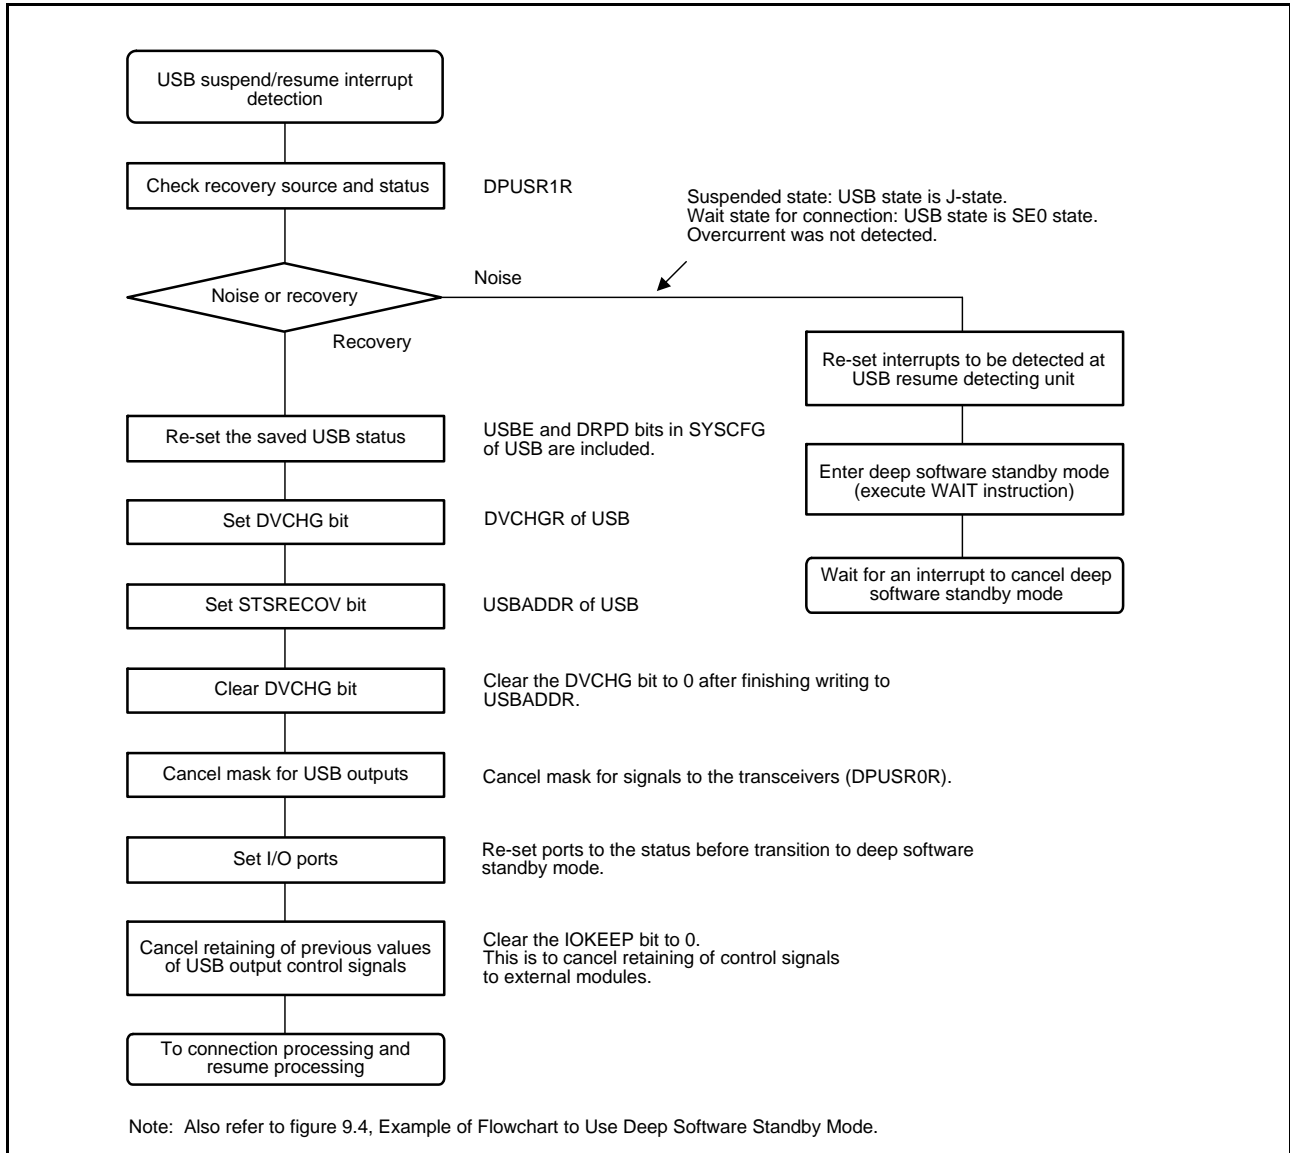 USB suspend/resume interrupt
detection
Check recovery source and status
DPUSR1R
Suspended state: USB state is J-state.
Wait state for connection: USB state is SE0 state.
Overcurrent was not detected.
Noise or recovery
Noise
Recovery
Re-set interrupts to be detected at
USB resume detecting unit
Enter deep software standby mode
(execute WAIT instruction)
Wait for an interrupt to cancel deep
software standby mode
Re-set the saved USB status
USBE and DRPD bits in SYSCFG
of USB are included.
Set DVCHG bit
DVCHGR of USB
Set STSRECOV bit
USBADDR of USB
Clear DVCHG bit
Clear the DVCHG bit to 0 after finishing writing to
USBADDR.
Cancel mask for USB outputs
Cancel mask for signals to the transceivers (DPUSR0R).
Set I/O ports
Re-set ports to the status before transition to deep software
standby mode.
Cancel retaining of previous values
of USB output control signals
Clear the IOKEEP bit to 0.
This is to cancel retaining of control signals
to external modules.
To connection processing and
resume processing
Note: Also refer to figure 9.4, Example of Flowchart to Use Deep Software Standby Mode.